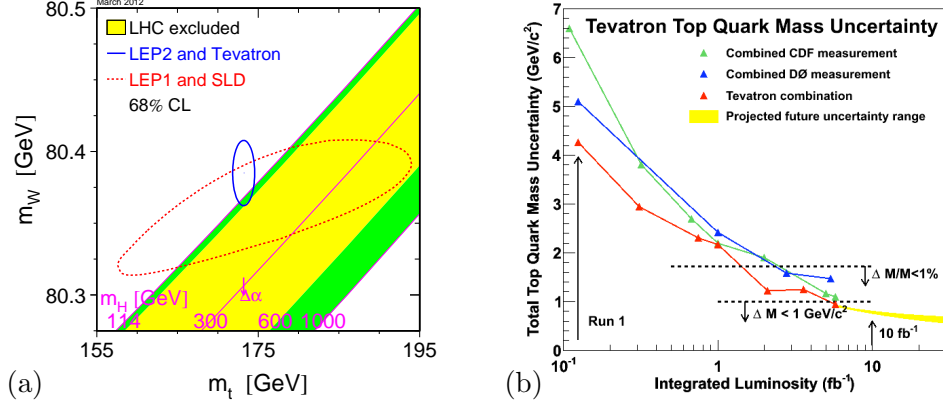 March 2012
80.5
80.4
80.3
155
175
195
m_W [GeV]
m_t [GeV]
LHC excluded
LEP2 and Tevatron
LEP1 and SLD
68% CL
m_H [GeV]
Δα
114
300
600
1000
(a)
Tevatron Top Quark Mass Uncertainty
Combined CDF measurement
Combined DØ measurement
Tevatron combination
Projected future uncertainty range
Total Top Quark Mass Uncertainty (GeV/c²)
7
6
5
4
3
2
1
0
Δ M/M<1%
Δ M < 1 GeV/c²
Run 1
10 fb⁻¹
10⁻¹
1
10
Integrated Luminosity (fb⁻¹)
(b)